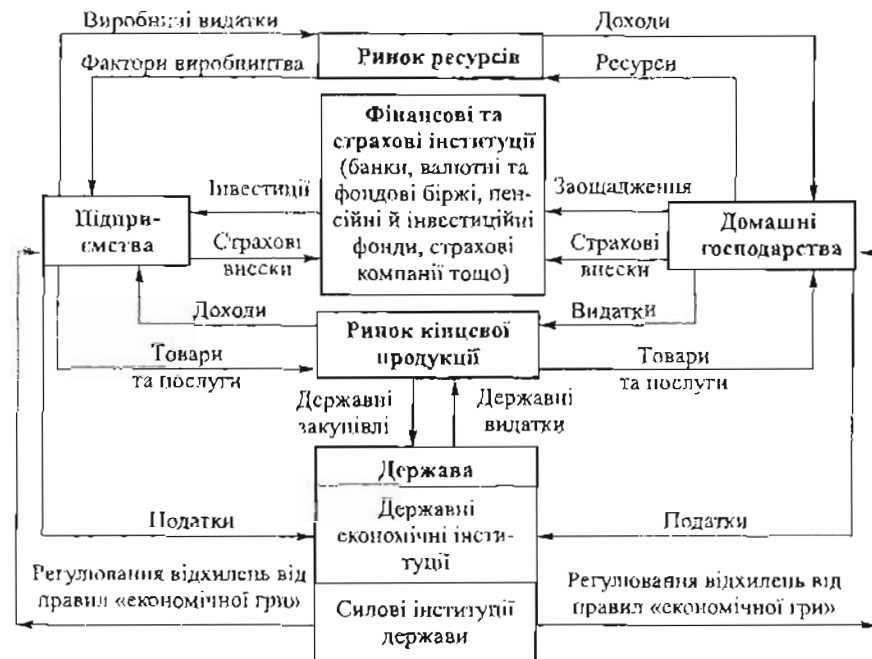 Виробничі видатки
Доходи
Ринок ресурсів
Фактори виробництва
Ресурси
Фінансові та
страхові інституції
(банки, валютні та
фондові біржі, пен-
сійні й інвестиційні
фонди, страхові
компанії тощо)
Інвестиції
Заощадження
Підпри-
ємства
Домашні
господарства
Страхові
внески
Страхові
внески
Доходи
Видатки
Ринок кінцевої
продукції
Товари
та послуги
Товари
та послуги
Державні
закупівлі
Державні
видатки
Держава
Державні
економічні інсти-
туції
Податки
Податки
Регулювання відхилень від
правил «економічної гри»
Регулювання відхилень від
правил «економічної гри»
Силові інституції
держави